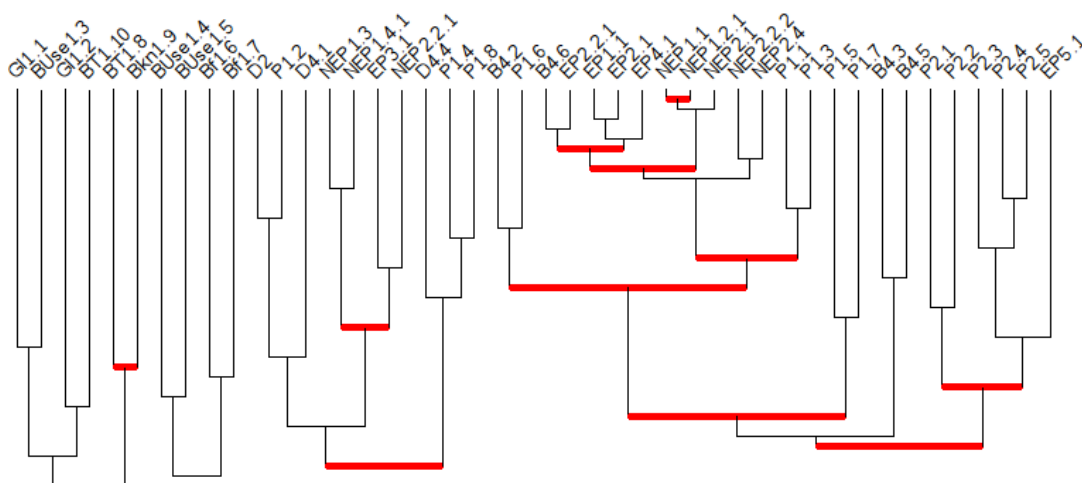 GI1.1
BUse1.3
GI1.2
BT1.10
BT1.8
Bkn1.9
BUse1.4
BUse1.5
Bf1.6
Bf1.7
D2
P1.2
D4.1
NEP1.3
NEP1.4.1
EP3.1
NEP2.2.1
D4.4
P1.4
P1.8
B4.2
P1.6
B4.6
EP2.2.1
EP1.1
EP2.1
EP4.1
NEP1.1
NEP1.2.1
NEP2.1
NEP2.2.2
NEP2.4
P1.1
P1.3
P1.5
P1.7
B4.3
B4.5
P2.1
P2.2
P2.3
P2.4
P2.5
EP5.1